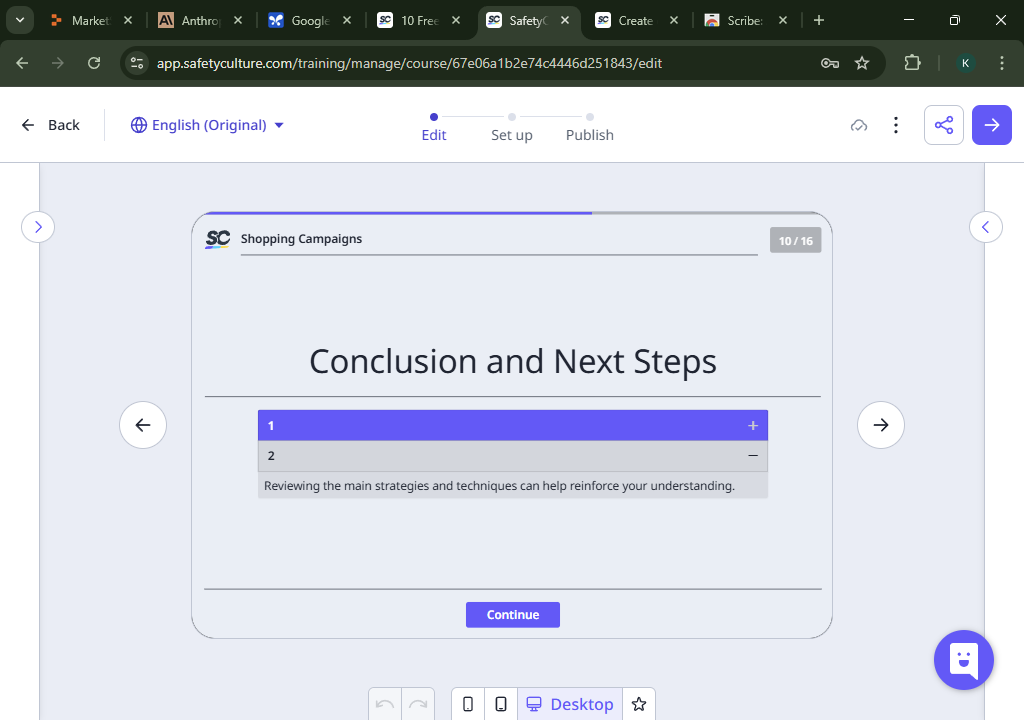 Market
Anthrop
Google
10 Free
SafetyC
Create
Scribe:
app.safetyculture.com/training/manage/course/67e06a1b2e74c4446d251843/edit
K
Back
English (Original)
Edit
Set up
Publish
SC
Shopping Campaigns
10 / 16
Conclusion and Next Steps
1
2
Reviewing the main strategies and techniques can help reinforce your understanding.
Continue
Desktop